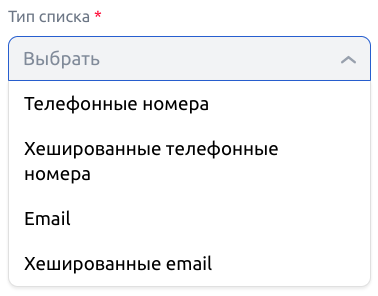 Тип списка *
Выбрать
Телефонные номера
Хешированные телефонные
номера
Email
Хешированные email